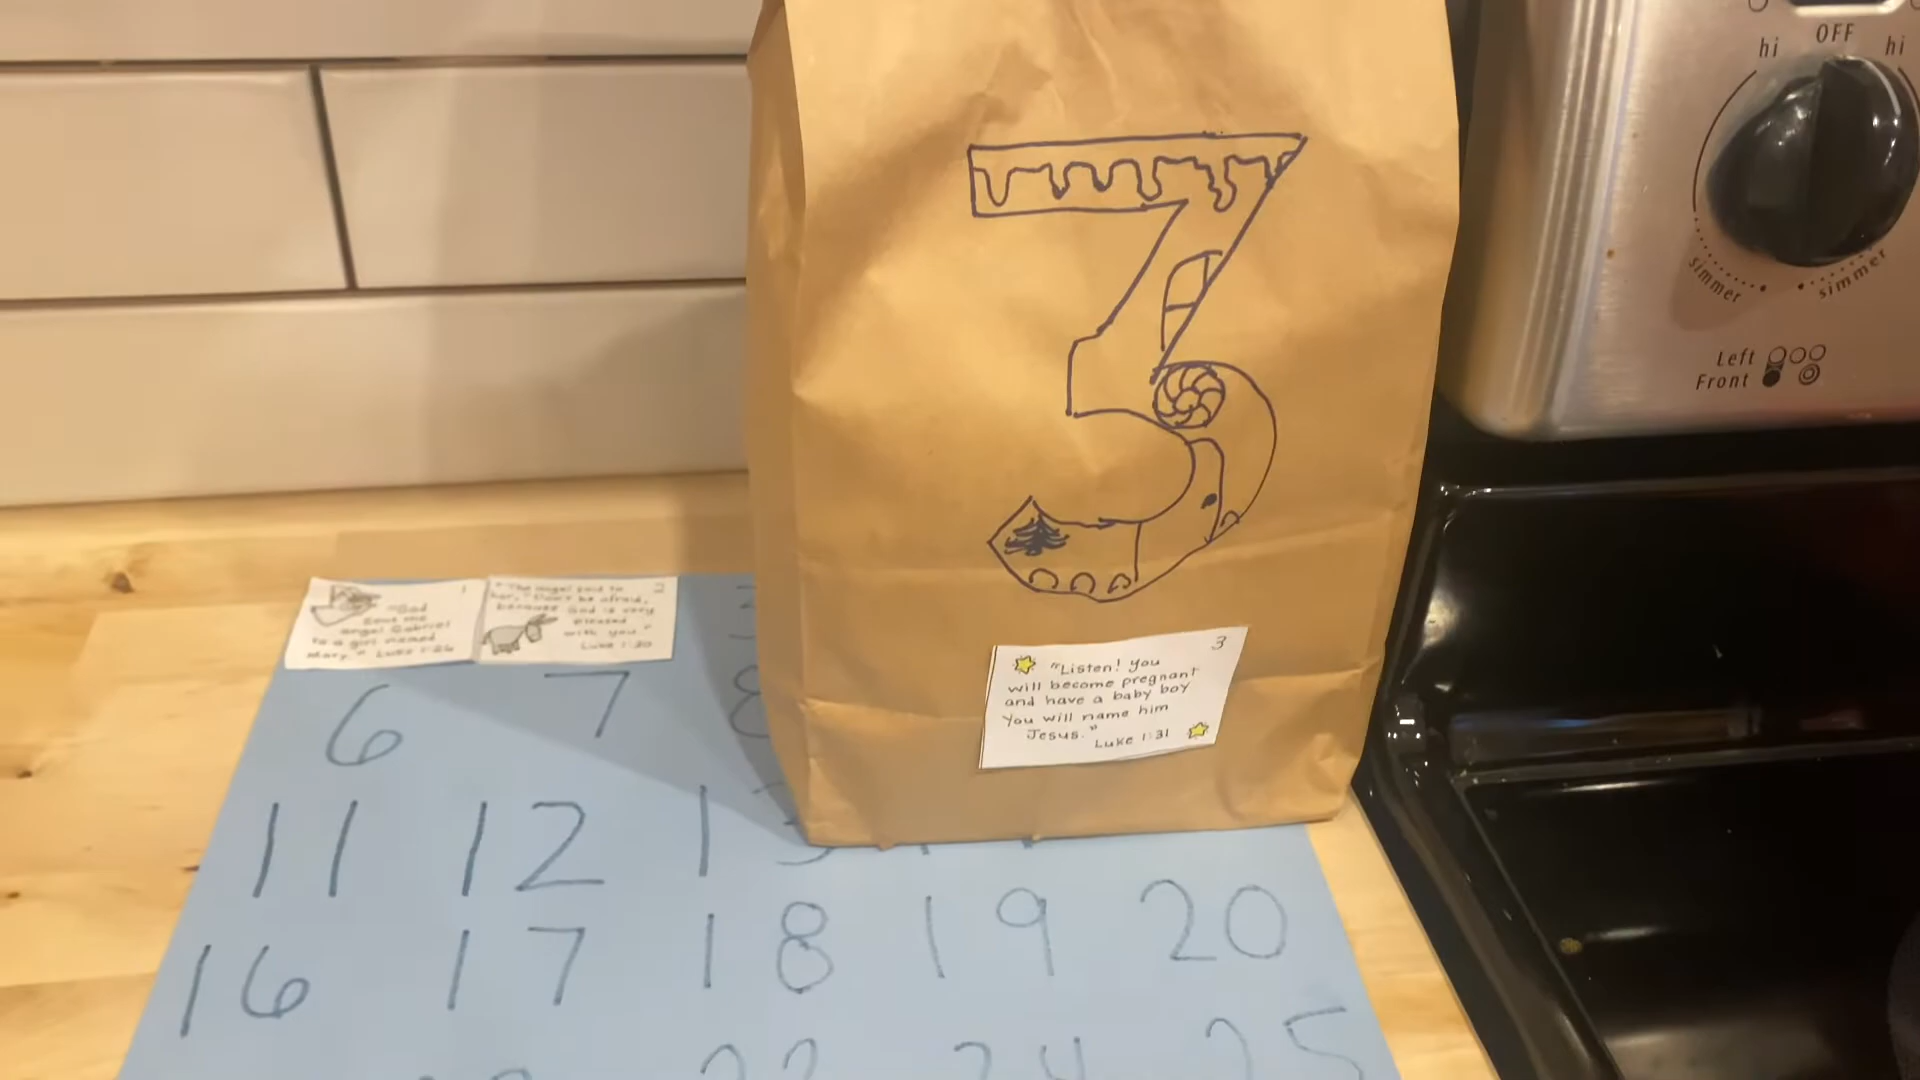 OFF
hi hi
simmer simmer
Left
Front
3
3
"Listen! you
will become pregnant
and have a baby boy
You will name him
Jesus."
Luke 1:31
1
"God
Sent the
angel Gabriel
to a girl named
Mary." Luke 1:26
2
"The angel said to
her, "Don't be afraid,
because God is very
pleased
with you."
Luke 1:30
6 7 8
11 12 13
16 17 18 19 20
23 24 25